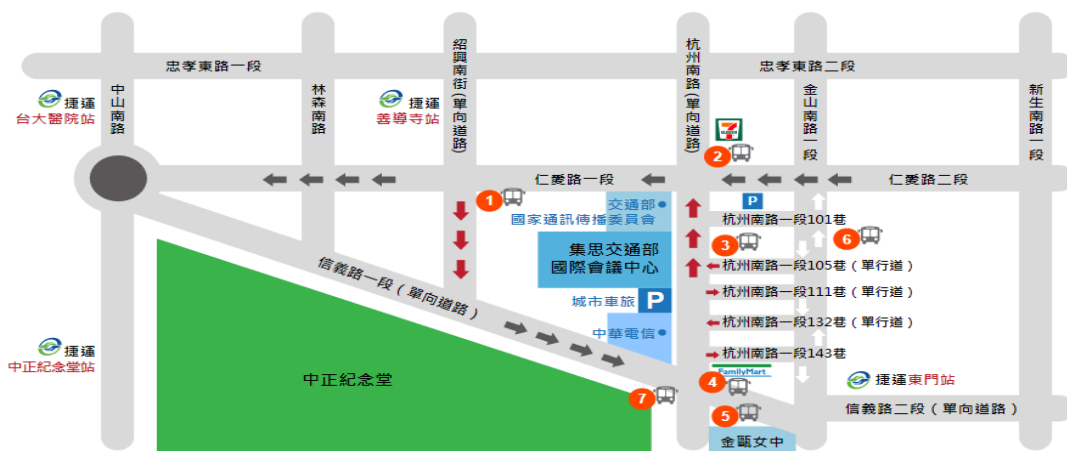 忠孝東路一段
忠孝東路二段
中山南路
林森南路
紹興南街(單向道路)
杭州南路(單向道路)
金山南路一段
新生南路一段
捷運
台大醫院站
捷運
善導寺站
7
ELEVEN
2
仁愛路一段
仁愛路二段
1
交通部
國家通訊傳播委員會
P
杭州南路一段101巷
3
6
集思交通部
國際會議中心
杭州南路一段105巷（單行道）
信義路一段（單向道路）
城市車旅
P
杭州南路一段111巷（單行道）
中華電信
杭州南路一段132巷（單行道）
捷運
中正紀念堂站
杭州南路一段143巷
FamilyMart
中正紀念堂
4
捷運東門站
7
5
信義路二段（單向道路）
金甌女中